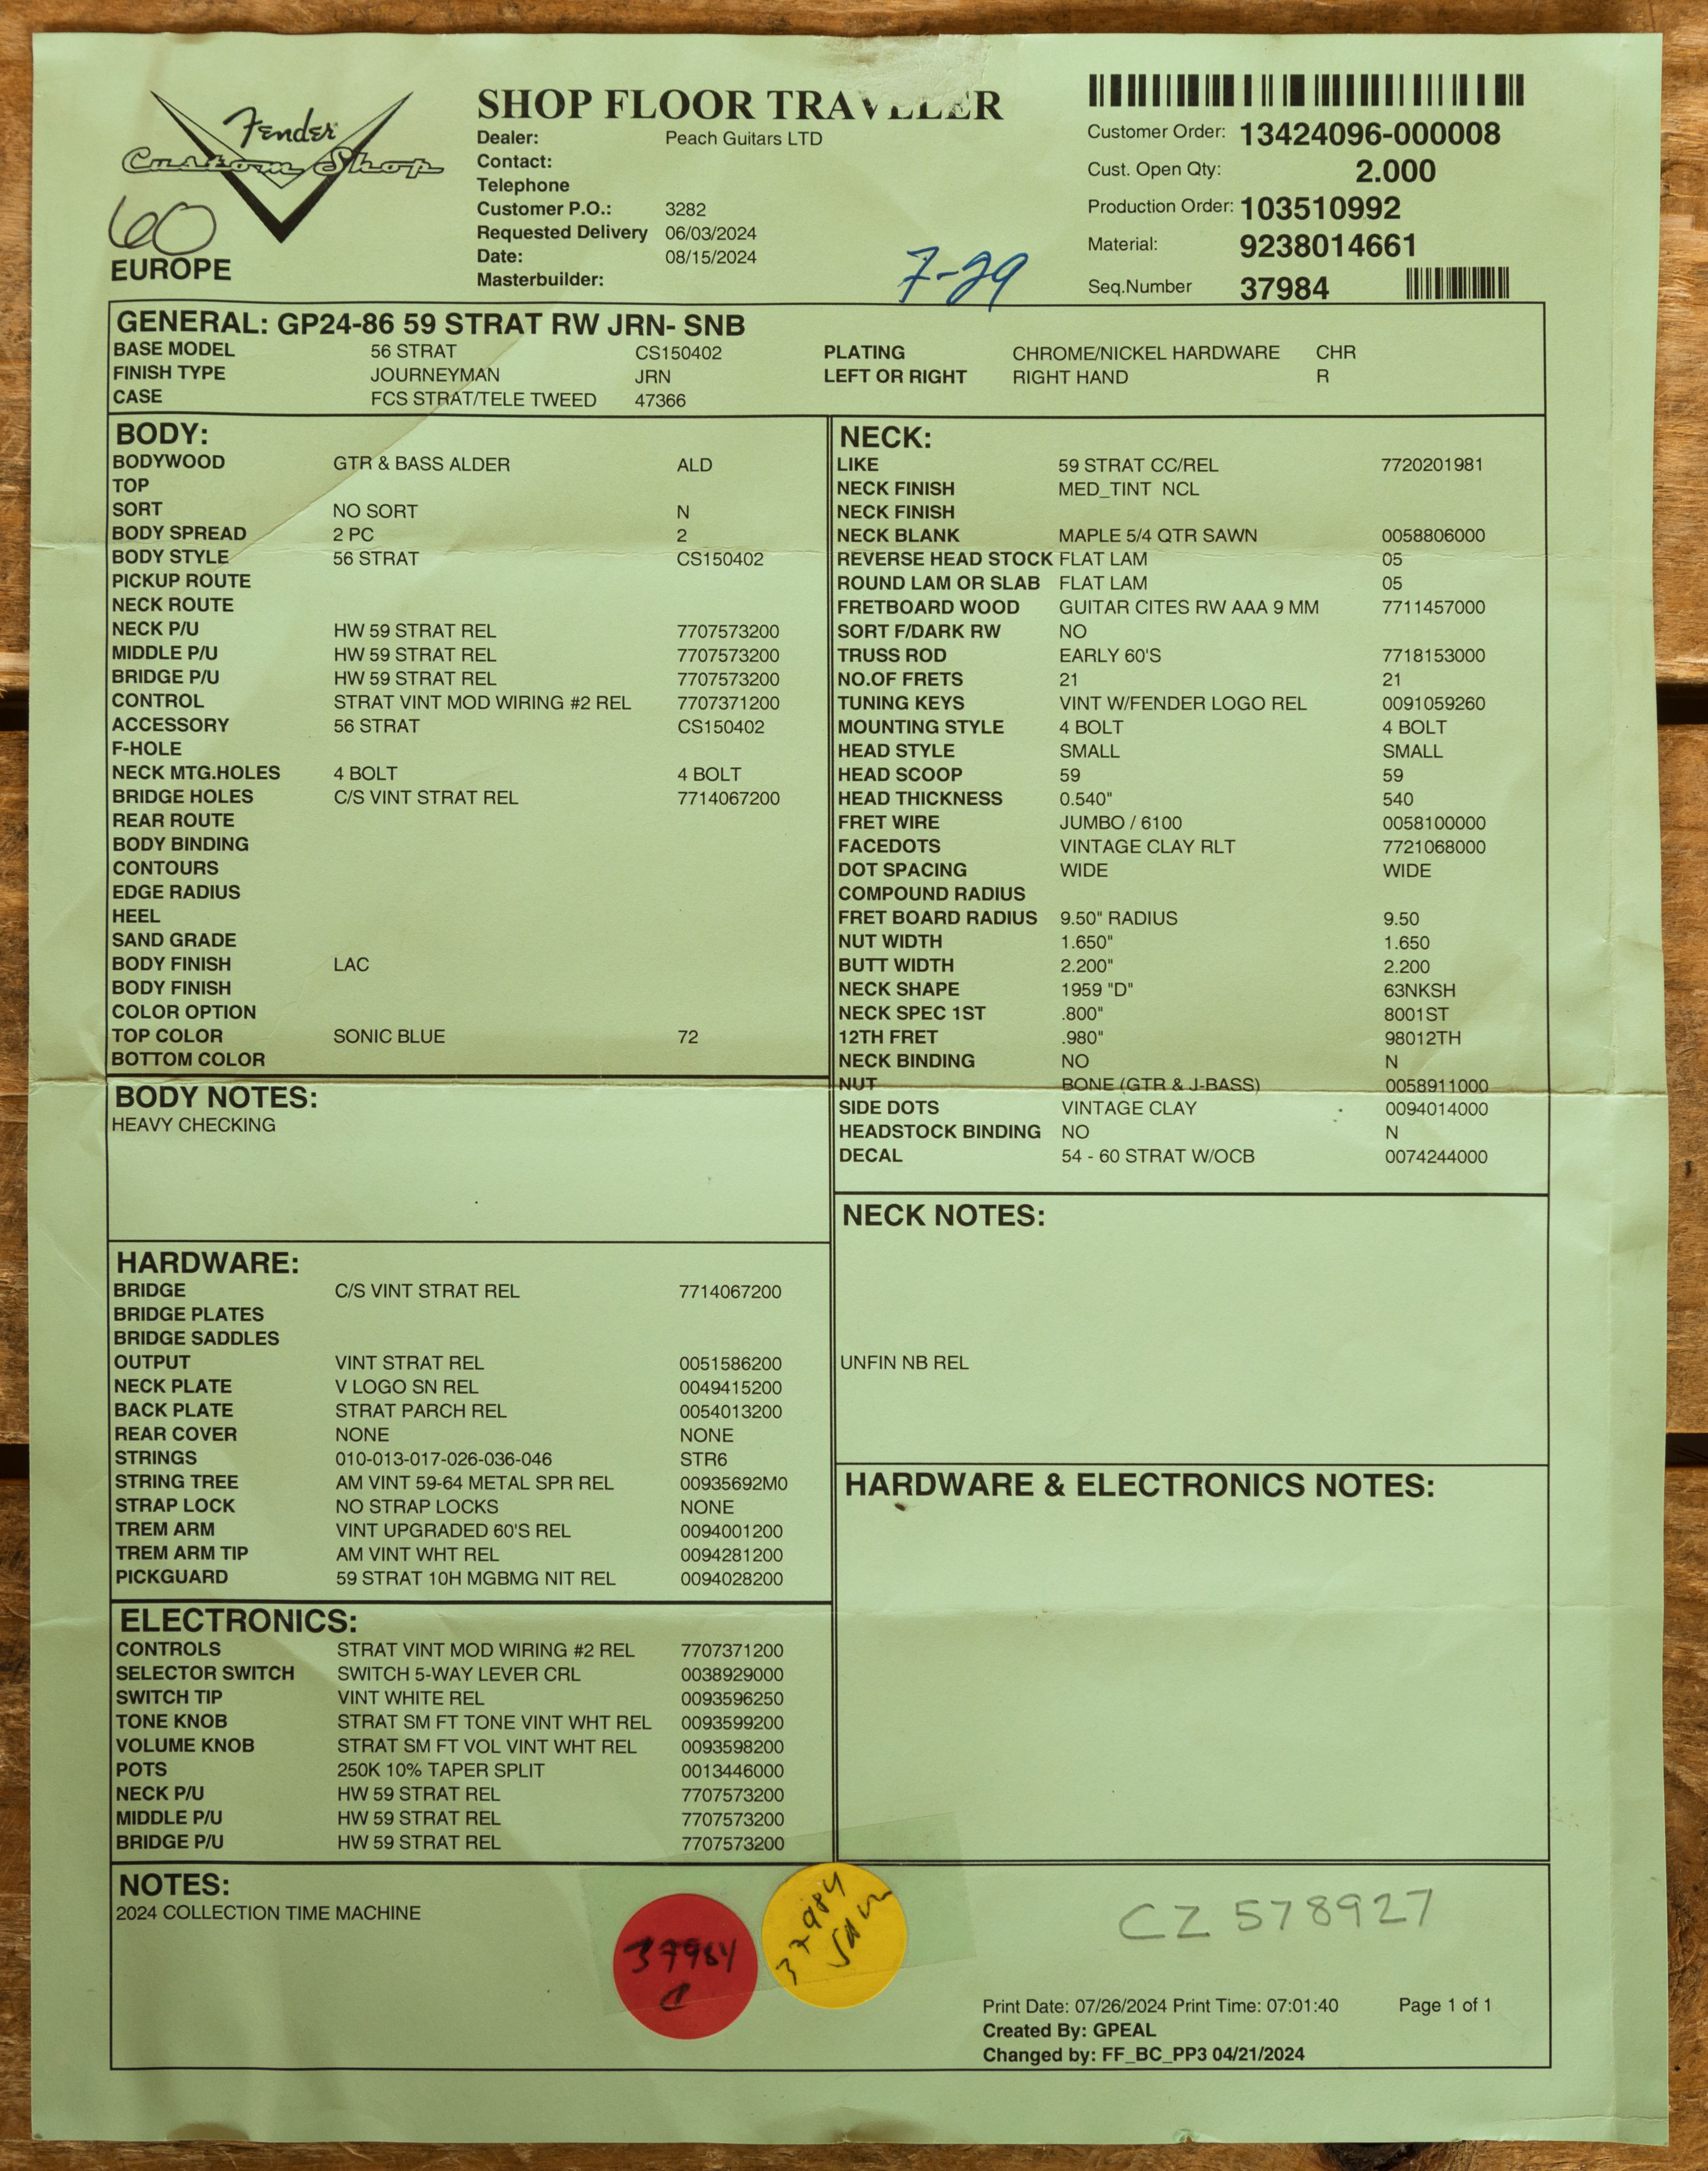 Fender
Custom Shop
60
EUROPE
SHOP FLOOR TRAVELER
Dealer: Peach Guitars LTD
Contact:
Telephone
Customer P.O.: 3282
Requested Delivery 06/03/2024
Date: 08/15/2024
Masterbuilder:
7-29
Customer Order: 13424096-000008
Cust. Open Qty: 2.000
Production Order: 103510992
Material: 9238014661
Seq.Number 37984
GENERAL: GP24-86 59 STRAT RW JRN- SNB
BASE MODEL 56 STRAT CS150402 PLATING CHROME/NICKEL HARDWARE CHR
FINISH TYPE JOURNEYMAN JRN LEFT OR RIGHT RIGHT HAND R
CASE FCS STRAT/TELE TWEED 47366
BODY:
BODYWOOD GTR & BASS ALDER ALD
TOP
SORT NO SORT N
BODY SPREAD 2 PC 2
BODY STYLE 56 STRAT CS150402
PICKUP ROUTE
NECK ROUTE
NECK P/U HW 59 STRAT REL 7707573200
MIDDLE P/U HW 59 STRAT REL 7707573200
BRIDGE P/U HW 59 STRAT REL 7707573200
CONTROL STRAT VINT MOD WIRING #2 REL 7707371200
ACCESSORY 56 STRAT CS150402
F-HOLE
NECK MTG.HOLES 4 BOLT 4 BOLT
BRIDGE HOLES C/S VINT STRAT REL 7714067200
REAR ROUTE
BODY BINDING
CONTOURS
EDGE RADIUS
HEEL
SAND GRADE
BODY FINISH LAC
BODY FINISH
COLOR OPTION
TOP COLOR SONIC BLUE 72
BOTTOM COLOR
BODY NOTES:
HEAVY CHECKING
HARDWARE:
BRIDGE C/S VINT STRAT REL 7714067200
BRIDGE PLATES
BRIDGE SADDLES
OUTPUT VINT STRAT REL 0051586200
NECK PLATE V LOGO SN REL 0049415200
BACK PLATE STRAT PARCH REL 0054013200
REAR COVER NONE NONE
STRINGS 010-013-017-026-036-046 STR6
STRING TREE AM VINT 59-64 METAL SPR REL 00935692M0
STRAP LOCK NO STRAP LOCKS NONE
TREM ARM VINT UPGRADED 60'S REL 0094001200
TREM ARM TIP AM VINT WHT REL 0094281200
PICKGUARD 59 STRAT 10H MGBMG NIT REL 0094028200
ELECTRONICS:
CONTROLS STRAT VINT MOD WIRING #2 REL 7707371200
SELECTOR SWITCH SWITCH 5-WAY LEVER CRL 0038929000
SWITCH TIP VINT WHITE REL 0093596250
TONE KNOB STRAT SM FT TONE VINT WHT REL 0093599200
VOLUME KNOB STRAT SM FT VOL VINT WHT REL 0093598200
POTS 250K 10% TAPER SPLIT 0013446000
NECK P/U HW 59 STRAT REL 7707573200
MIDDLE P/U HW 59 STRAT REL 7707573200
BRIDGE P/U HW 59 STRAT REL 7707573200
NECK:
LIKE 59 STRAT CC/REL 7720201981
NECK FINISH MED_TINT NCL
NECK FINISH
NECK BLANK MAPLE 5/4 QTR SAWN 0058806000
REVERSE HEAD STOCK FLAT LAM 05
ROUND LAM OR SLAB FLAT LAM 05
FRETBOARD WOOD GUITAR CITES RW AAA 9 MM 7711457000
SORT F/DARK RW NO
TRUSS ROD EARLY 60'S 7718153000
NO.OF FRETS 21 21
TUNING KEYS VINT W/FENDER LOGO REL 0091059260
MOUNTING STYLE 4 BOLT 4 BOLT
HEAD STYLE SMALL SMALL
HEAD SCOOP 59 59
HEAD THICKNESS 0.540" 540
FRET WIRE JUMBO / 6100 0058100000
FACEDOTS VINTAGE CLAY RLT 7721068000
DOT SPACING WIDE WIDE
COMPOUND RADIUS
FRET BOARD RADIUS 9.50" RADIUS 9.50
NUT WIDTH 1.650" 1.650
BUTT WIDTH 2.200" 2.200
NECK SHAPE 1959 "D" 63NKSH
NECK SPEC 1ST .800" 8001ST
12TH FRET .980" 98012TH
NECK BINDING NO N
NUT BONE (GTR & J-BASS) 0058911000
SIDE DOTS VINTAGE CLAY 0094014000
HEADSTOCK BINDING NO N
DECAL 54 - 60 STRAT W/OCB 0074244000
NECK NOTES:
UNFIN NB REL
HARDWARE & ELECTRONICS NOTES:
NOTES:
2024 COLLECTION TIME MACHINE
37984
37984
CZ 578927
Print Date: 07/26/2024 Print Time: 07:01:40 Page 1 of 1
Created By: GPEAL
Changed by: FF_BC_PP3 04/21/2024